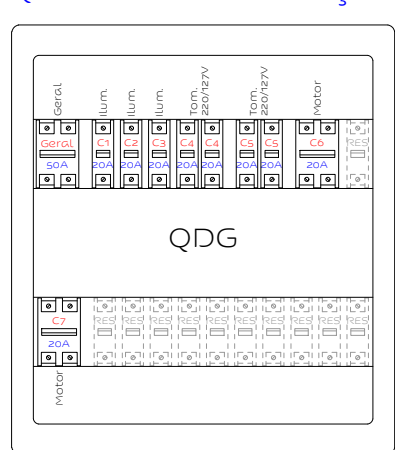 Geral Ilum. Ilum. Ilum. Tom. 220/127V Tom. 220/127V Motor
Geral C1 C2 C3 C4 C4 C5 C5 C6 RES
50A 20A 20A 20A 20A 20A 20A 20A 20A
QDG
C7 RES RES RES RES RES RES RES RES RES RES
20A
Motor